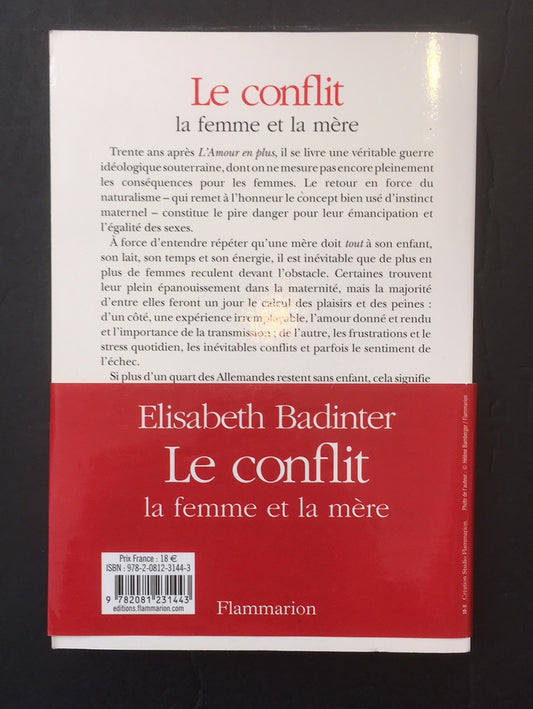 Le conflit
la femme et la mère
Trente ans après L'Amour en plus, il se livre une véritable guerre
idéologique souterraine, dont on ne mesure pas encore pleinement
les conséquences pour les femmes. Le retour en force du
naturalisme – qui remet à l'honneur le concept bien usé d'instinct
maternel – constitue le pire danger pour leur émancipation et
l'égalité des sexes.
À force d'entendre répéter qu'une mère doit tout à son enfant,
son lait, son temps et son énergie, il est inévitable que de plus
en plus de femmes reculent devant l'obstacle. Certaines trouvent
leur plein épanouissement dans la maternité, mais la majorité
d'entre elles feront un jour le calcul des plaisirs et des peines :
d'un côté, une expérience irremplaçable, l'amour donné et rendu
et l'importance de la transmission ; de l'autre, les frustrations et le
stress quotidien, les inévitables conflits et parfois le sentiment de
l'échec.
Si plus d'un quart des Allemandes restent sans enfant, cela signifie
Elisabeth Badinter
Le conflit
la femme et la mère
Prix France : 18 €
ISBN : 978-2-0812-3144-3
9 782081 231443
editions.flammarion.com
Flammarion
Création Studio Flammarion
Photo de l'auteur : © Hélène Bamberger / Flammarion